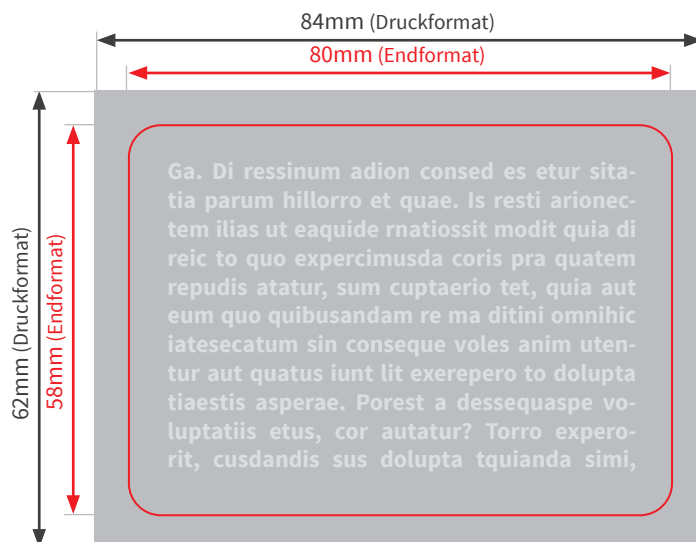 84mm (Druckformat)
80mm (Endformat)
62mm (Druckformat)
58mm (Endformat)
Ga. Di ressinum adion consed es etur sita-
tia parum hillorro et quae. Is resti arionec-
tem ilias ut eaquide rnatiossit modit quia di
reic to quo expercimusda coris pra quatem
repudis atatur, sum cuptaerio tet, quia aut
eum quo quibusandam re ma ditini omnihic
iatesecatum sin conseque voles anim uten-
tur aut quatus iunt lit exerepero to dolupta
tiaestis asperae. Porest a dessequaspe vo-
luptatiis etus, cor autatur? Torro expero-
rit, cusdandis sus dolupta tquianda simi,